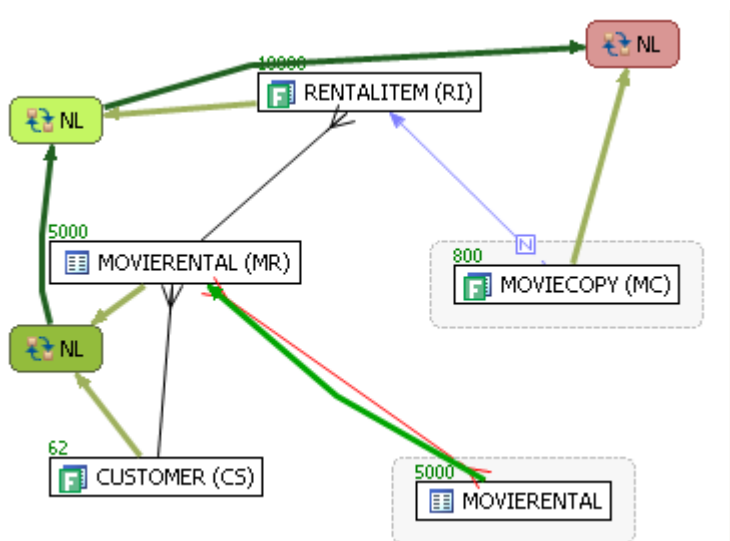 NL
10000
RENTALITEM (RI)
NL
5000
MOVIERENTAL (MR)
N
800
MOVIECOPY (MC)
NL
62
CUSTOMER (CS)
5000
MOVIERENTAL